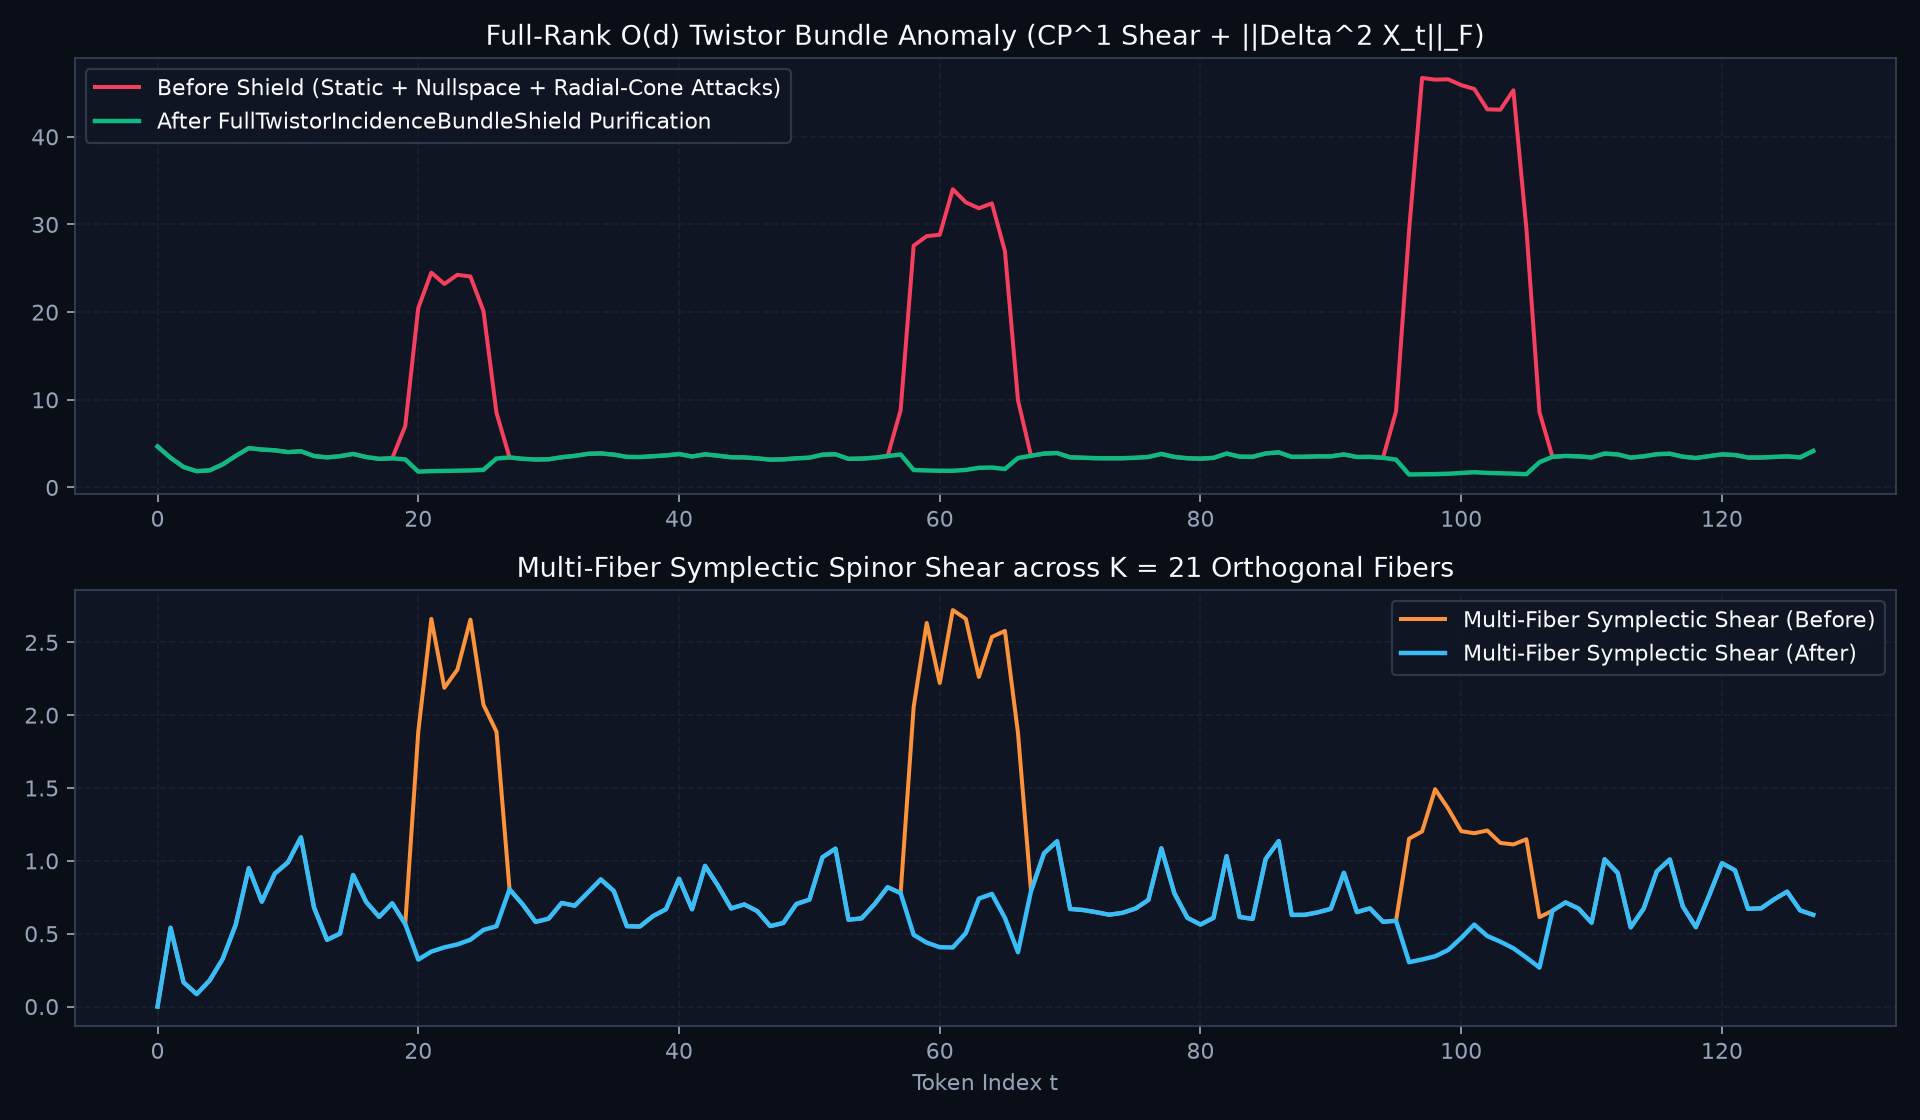 Full-Rank O(d) Twistor Bundle Anomaly (CP^1 Shear + ||Delta^2 X_t||_F)
Before Shield (Static + Nullspace + Radial-Cone Attacks)
After FullTwistorIncidenceBundleShield Purification
40
30
20
10
0
0 20 40 60 80 100 120
Multi-Fiber Symplectic Spinor Shear across K = 21 Orthogonal Fibers
Multi-Fiber Symplectic Shear (Before)
Multi-Fiber Symplectic Shear (After)
2.5
2.0
1.5
1.0
0.5
0.0
0 20 40 60 80 100 120
Token Index t